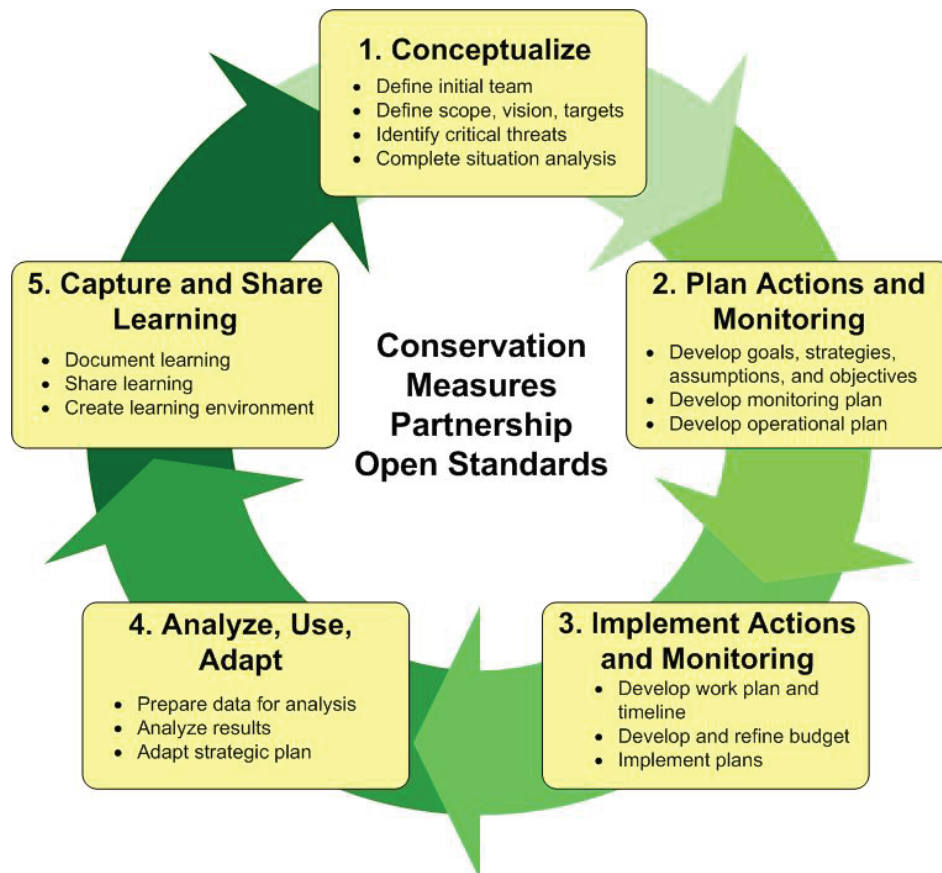 1. Conceptualize
• Define initial team
• Define scope, vision, targets
• Identify critical threats
• Complete situation analysis
2. Plan Actions and
Monitoring
• Develop goals, strategies,
assumptions, and objectives
• Develop monitoring plan
• Develop operational plan
3. Implement Actions
and Monitoring
• Develop work plan and
timeline
• Develop and refine budget
• Implement plans
4. Analyze, Use,
Adapt
• Prepare data for analysis
• Analyze results
• Adapt strategic plan
5. Capture and Share
Learning
• Document learning
• Share learning
• Create learning environment
Conservation
Measures
Partnership
Open Standards